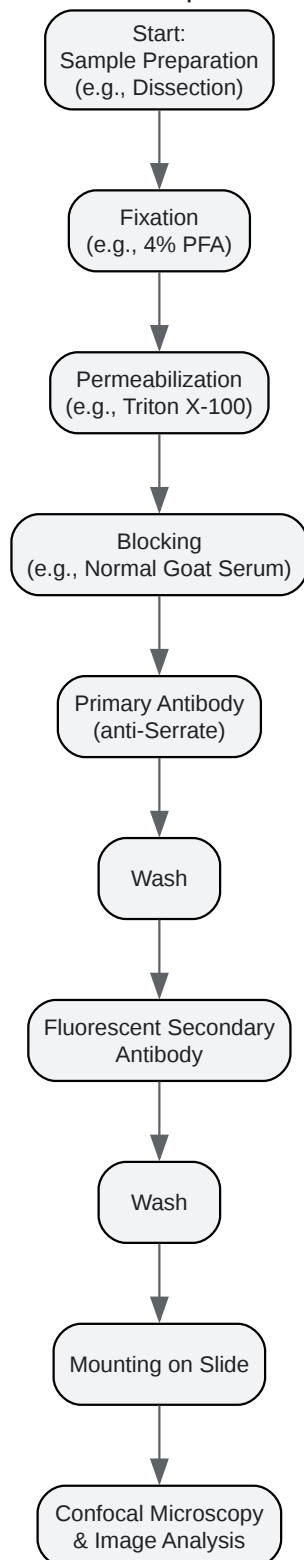 Start:
Sample Preparation
(e.g., Dissection)
Fixation
(e.g., 4% PFA)
Permeabilization
(e.g., Triton X-100)
Blocking
(e.g., Normal Goat Serum)
Primary Antibody
(anti-Serrate)
Wash
Fluorescent Secondary
Antibody
Wash
Mounting on Slide
Confocal Microscopy
& Image Analysis